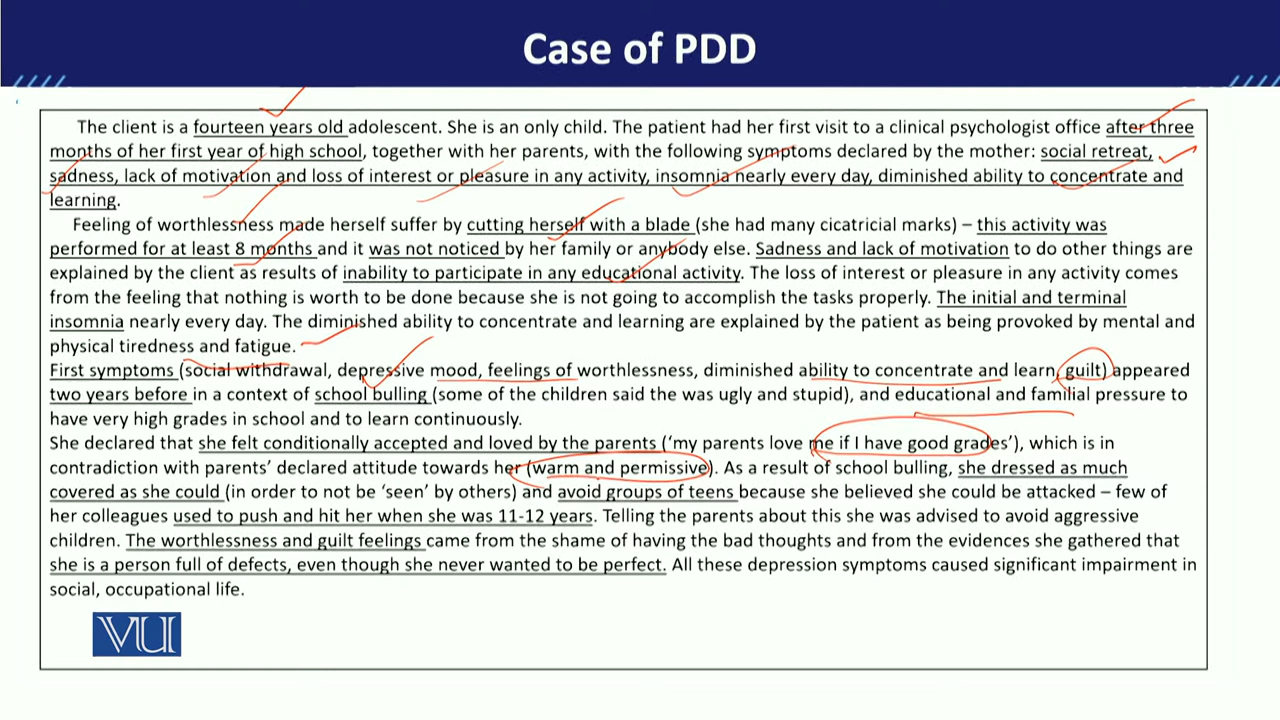 Case of PDD
The client is a fourteen years old adolescent. She is an only child. The patient had her first visit to a clinical psychologist office after three
months of her first year of high school, together with her parents, with the following symptoms declared by the mother: social retreat,
sadness, lack of motivation and loss of interest or pleasure in any activity, insomnia nearly every day, diminished ability to concentrate and
learning.
Feeling of worthlessness made herself suffer by cutting herself with a blade (she had many cicatricial marks) – this activity was
performed for at least 8 months and it was not noticed by her family or anybody else. Sadness and lack of motivation to do other things are
explained by the client as results of inability to participate in any educational activity. The loss of interest or pleasure in any activity comes
from the feeling that nothing is worth to be done because she is not going to accomplish the tasks properly. The initial and terminal
insomnia nearly every day. The diminished ability to concentrate and learning are explained by the patient as being provoked by mental and
physical tiredness and fatigue.
First symptoms (social withdrawal, depressive mood, feelings of worthlessness, diminished ability to concentrate and learn, guilt) appeared
two years before in a context of school bulling (some of the children said the was ugly and stupid), and educational and familial pressure to
have very high grades in school and to learn continuously.
She declared that she felt conditionally accepted and loved by the parents ('my parents love me if I have good grades'), which is in
contradiction with parents' declared attitude towards her (warm and permissive). As a result of school bulling, she dressed as much
covered as she could (in order to not be 'seen' by others) and avoid groups of teens because she believed she could be attacked – few of
her colleagues used to push and hit her when she was 11-12 years. Telling the parents about this she was advised to avoid aggressive
children. The worthlessness and guilt feelings came from the shame of having the bad thoughts and from the evidences she gathered that
she is a person full of defects, even though she never wanted to be perfect. All these depression symptoms caused significant impairment in
social, occupational life.
VU